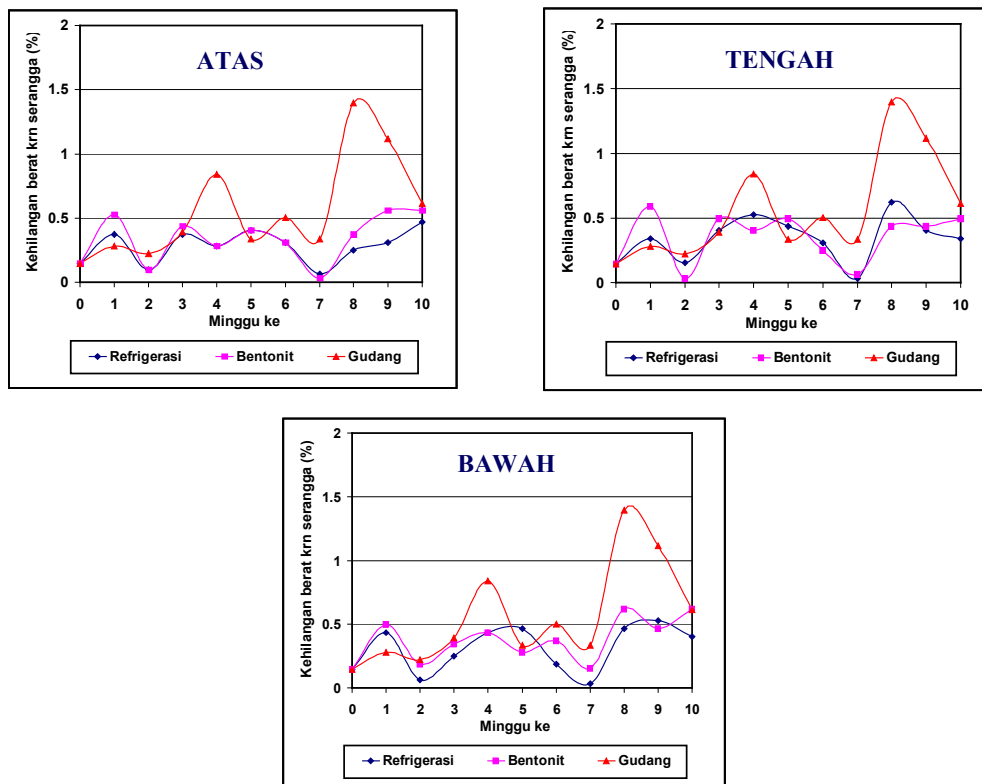 ATAS
Kehilangan berat krn serangga (%)
2
1.5
1
0.5
0
0 1 2 3 4 5 6 7 8 9 10
Minggu ke
Refrigerasi Bentonit Gudang
TENGAH
Kehilangan berat krn serangga (%)
2
1.5
1
0.5
0
0 1 2 3 4 5 6 7 8 9 10
Minggu ke
Refrigerasi Bentonit Gudang
BAWAH
Kehilangan berat krn serangga (%)
2
1.5
1
0.5
0
0 1 2 3 4 5 6 7 8 9 10
Minggu ke
Refrigerasi Bentonit Gudang